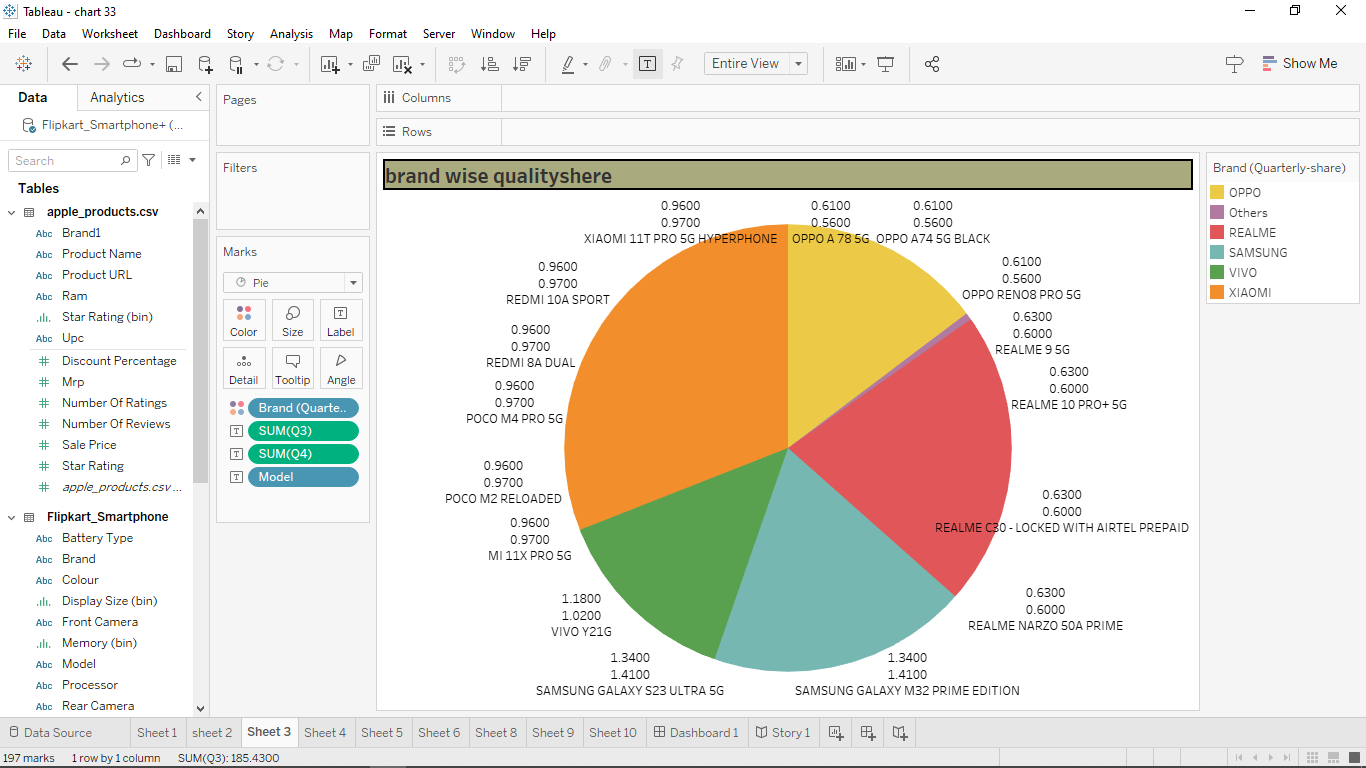 Tableau - chart 33
File Data Worksheet Dashboard Story Analysis Map Format Server Window Help
Entire View
Show Me
Data Analytics
Flipkart_Smartphone+ (...
Search
Tables
apple_products.csv
Abc Brand1
Abc Product Name
Abc Product URL
Abc Ram
Star Rating (bin)
Abc Upc
# Discount Percentage
# Mrp
# Number Of Ratings
# Number Of Reviews
# Sale Price
# Star Rating
# apple_products.csv ...
Flipkart_Smartphone
Abc Battery Type
Abc Brand
Abc Colour
Display Size (bin)
Abc Front Camera
Memory (bin)
Abc Model
Abc Processor
Abc Rear Camera
Pages
Filters
Marks
Pie
Color Size Label
Detail Tooltip Angle
Brand (Quarte..
SUM(Q3)
SUM(Q4)
Model
Columns
Rows
brand wise qualityshere
0.9600
0.9700
XIAOMI 11T PRO 5G HYPERPHONE
0.6100
0.5600
OPPO A 78 5G
0.6100
0.5600
OPPO A74 5G BLACK
0.9600
0.9700
REDMI 10A SPORT
0.6100
0.5600
OPPO RENO8 PRO 5G
0.9600
0.9700
REDMI 8A DUAL
0.6300
0.6000
REALME 9 5G
0.9600
0.9700
POCO M4 PRO 5G
0.6300
0.6000
REALME 10 PRO+ 5G
0.9600
0.9700
POCO M2 RELOADED
0.6300
0.6000
REALME C30 - LOCKED WITH AIRTEL PREPAID
0.9600
0.9700
MI 11X PRO 5G
1.1800
1.0200
VIVO Y21G
0.6300
0.6000
REALME NARZO 50A PRIME
1.3400
1.4100
SAMSUNG GALAXY S23 ULTRA 5G
1.3400
1.4100
SAMSUNG GALAXY M32 PRIME EDITION
Brand (Quarterly-share)
OPPO
Others
REALME
SAMSUNG
VIVO
XIAOMI
Data Source Sheet 1 sheet 2 Sheet 3 Sheet 4 Sheet 5 Sheet 6 Sheet 8 Sheet 9 Sheet 10 Dashboard 1 Story 1
197 marks 1 row by 1 column SUM(Q3): 185.4300